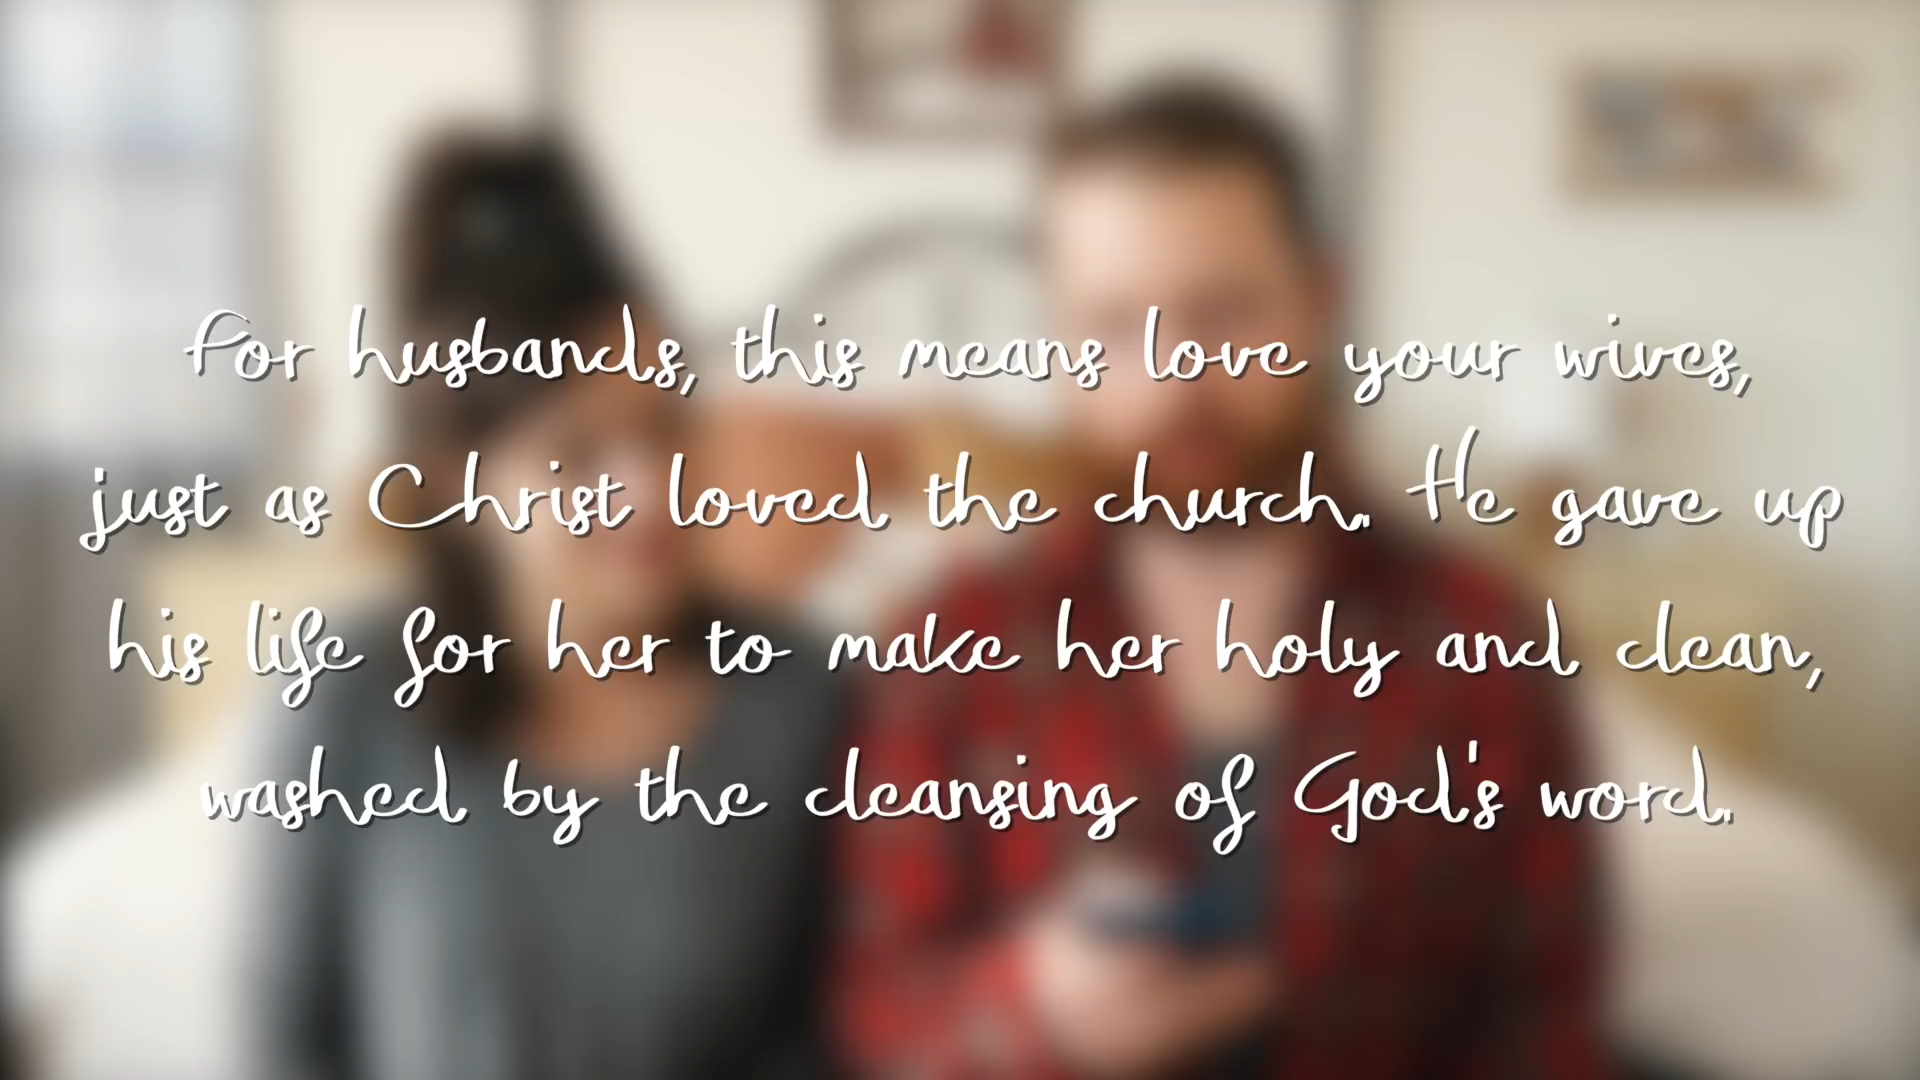 For husbands, this means love your wives,
just as Christ loved the church. He gave up
his life for her to make her holy and clean,
washed by the cleansing of God's word.